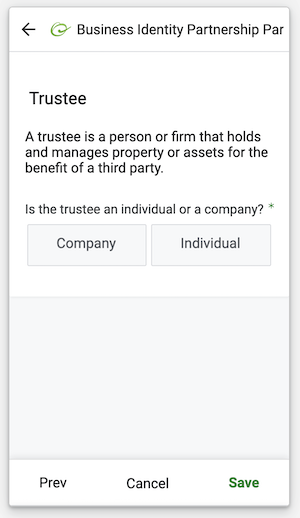 Business Identity Partnership Par
Trustee
A trustee is a person or firm that holds
and manages property or assets for the
benefit of a third party.
Is the trustee an individual or a company? *
Company Individual
Prev Cancel Save